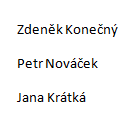 Zdeněk Konečný
Petr Nováček
Jana Krátká